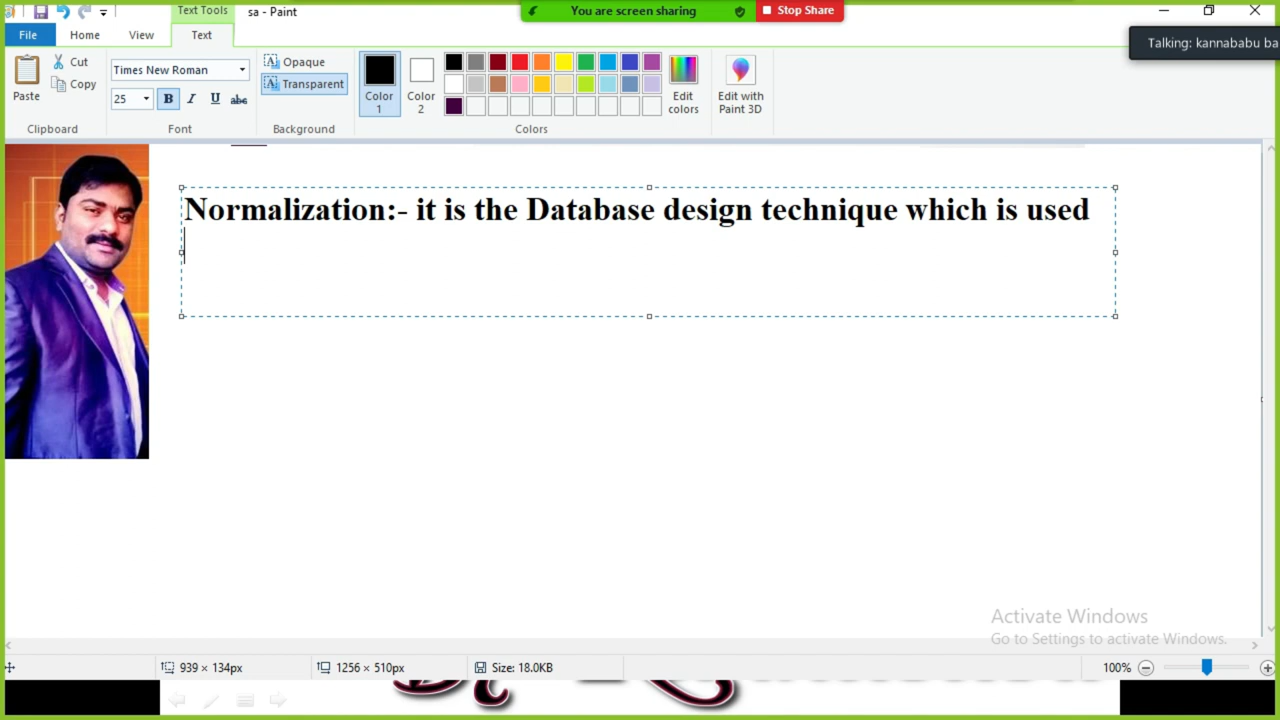 Text Tools
sa - Paint
You are screen sharing
Stop Share
File
Home
View
Text
Talking: kannababu ba
Paste
Cut
Copy
Clipboard
Times New Roman
25
B I U abc
Font
Opaque
Transparent
Background
Color 1
Color 2
Colors
Edit colors
Edit with Paint 3D
Normalization:- it is the Database design technique which is used
Activate Windows
Go to Settings to activate Windows.
939 × 134px
1256 × 510px
Size: 18.0KB
100%